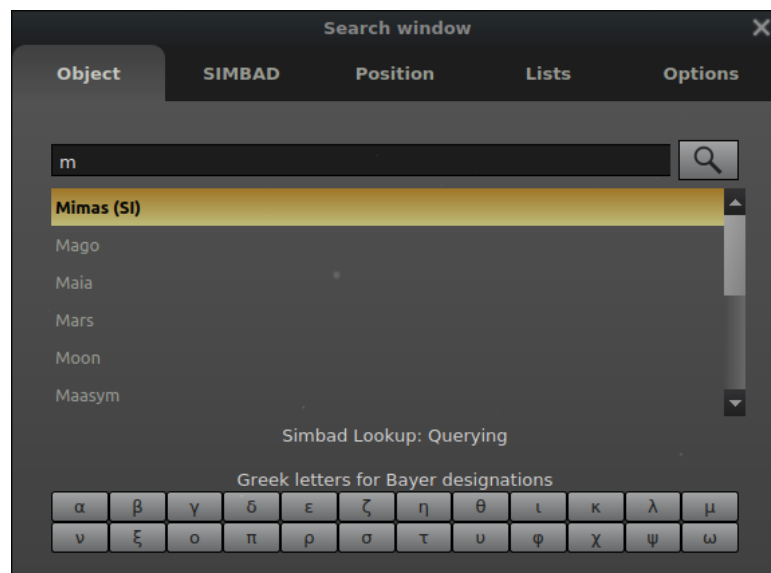 Search window
Object SIMBAD Position Lists Options
m
Mimas (SI)
Mago
Maia
Mars
Moon
Maasym
Simbad Lookup: Querying
Greek letters for Bayer designations
α β γ δ ε ζ η θ ι κ λ μ
ν ξ ο π ρ σ τ υ φ χ ψ ω